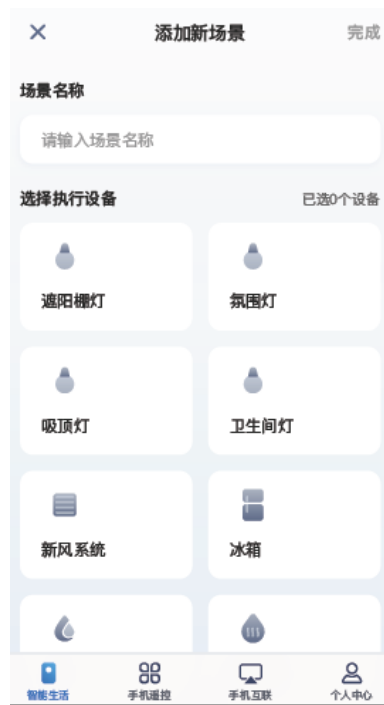 添加新场景 完成
场景名称
请输入场景名称
选择执行设备 已选0个设备
遮阳棚灯 氛围灯
吸顶灯 卫生间灯
新风系统 冰箱
智能生活 手机遥控 手机互联 个人中心